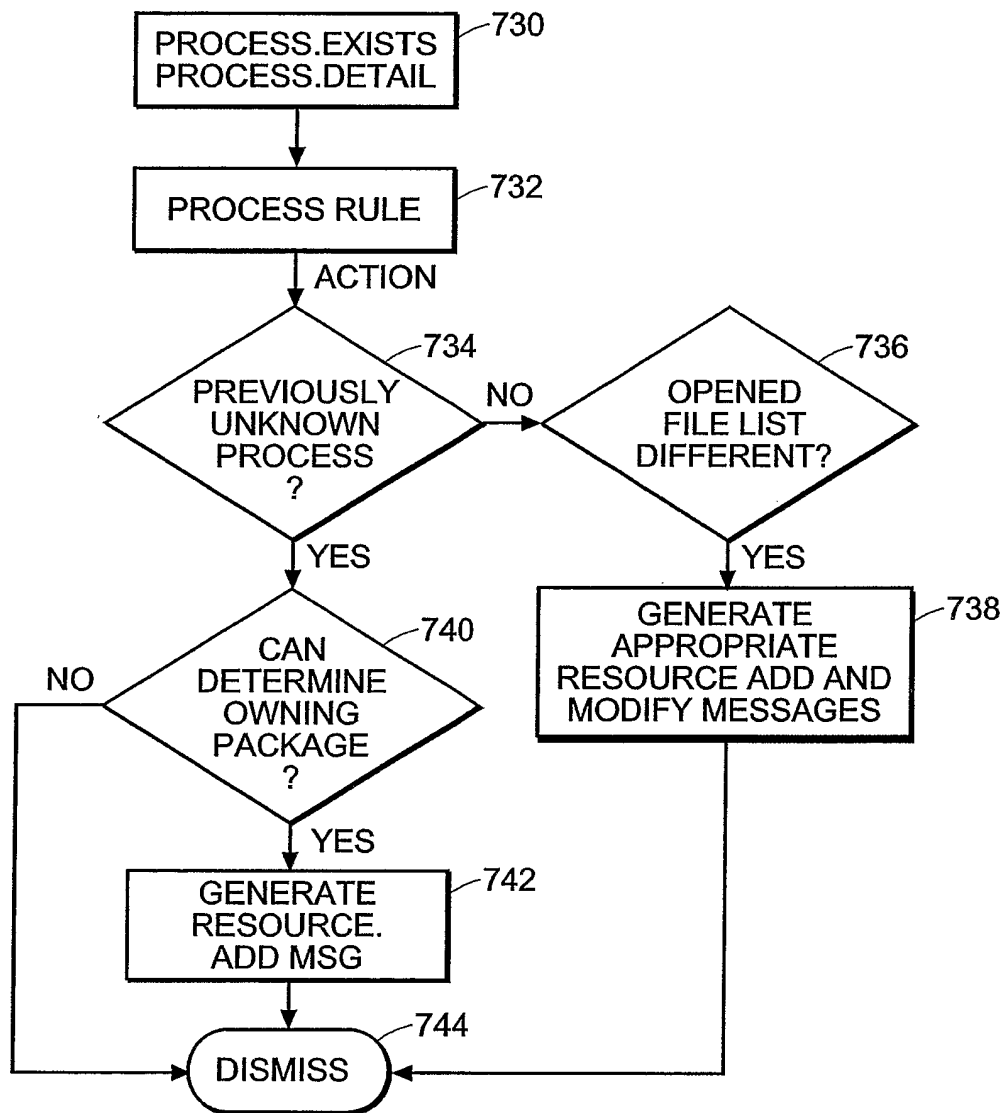 PROCESS.EXISTS
PROCESS.DETAIL
730
PROCESS RULE
732
ACTION
PREVIOUSLY
UNKNOWN
PROCESS
?
734
NO
OPENED
FILE LIST
DIFFERENT?
736
YES
YES
GENERATE
APPROPRIATE
RESOURCE ADD AND
MODIFY MESSAGES
738
CAN
DETERMINE
OWNING
PACKAGE
?
740
NO
YES
GENERATE
RESOURCE.
ADD MSG
742
DISMISS
744